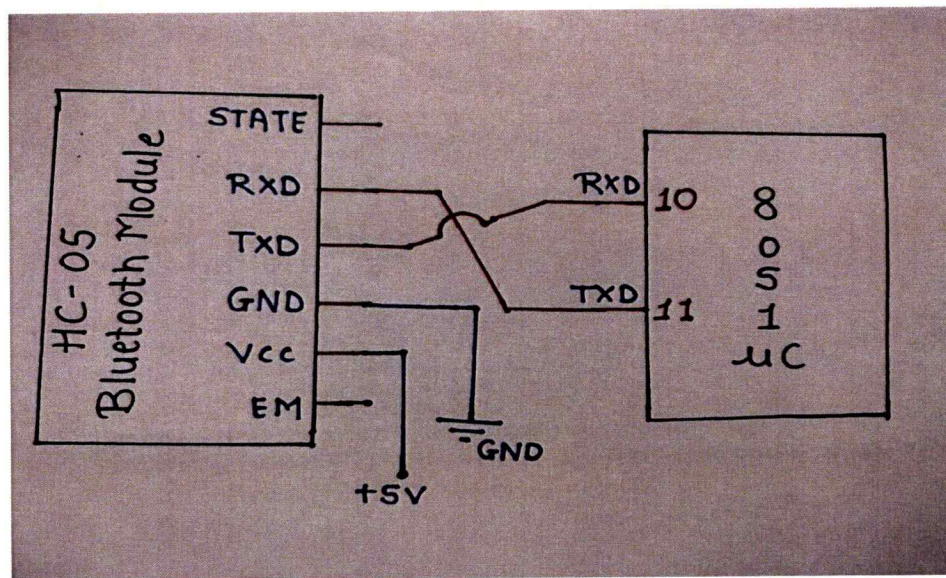 HC-05
Bluetooth Module
STATE
RXD
TXD
GND
Vcc
EM
GND
+5V
RXD
TXD
10
11
8
0
5
1
μC